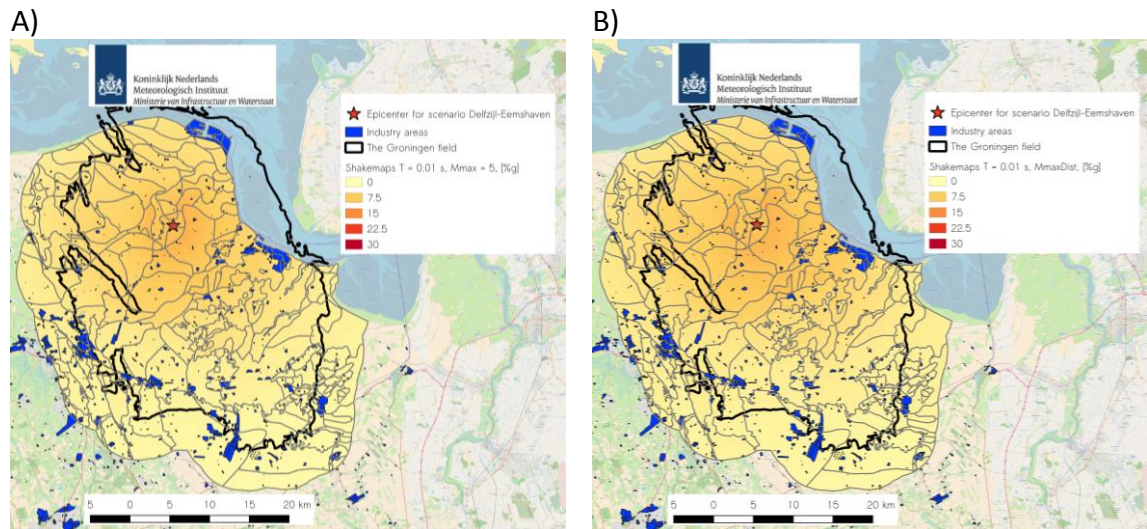 A)
Koninklijk Nederlands
Meteorologisch Instituut
Ministerie van Infrastructuur en Waterstaat
Epicenter for scenario Delfzijl-Eemshaven
Industry areas
The Groningen field
Shakemaps T = 0.01 s, Mmax = 5, [%g]
0
7.5
15
22.5
30
5 0 5 10 15 20 km
B)
Koninklijk Nederlands
Meteorologisch Instituut
Ministerie van Infrastructuur en Waterstaat
Epicenter for scenario Delfzijl-Eemshaven
Industry areas
The Groningen field
Shakemaps T = 0.01 s, MmaxDist, [%g]
0
7.5
15
22.5
30
5 0 5 10 15 20 km